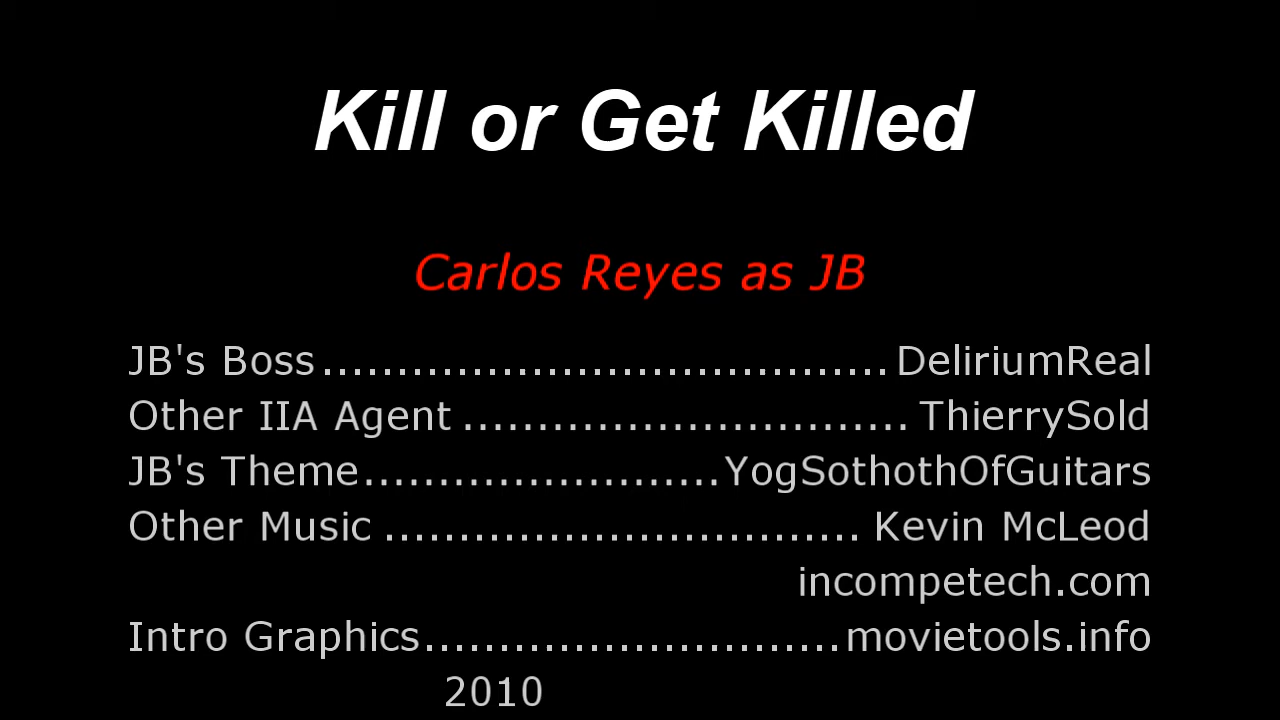 Kill or Get Killed
Carlos Reyes as JB
JB's Boss......................................DeliriumReal
Other IIA Agent..............................ThierrySold
JB's Theme........................YogSothothOfGuitars
Other Music................................Kevin McLeod
incompetech.com
Intro Graphics............................movietools.info
2010